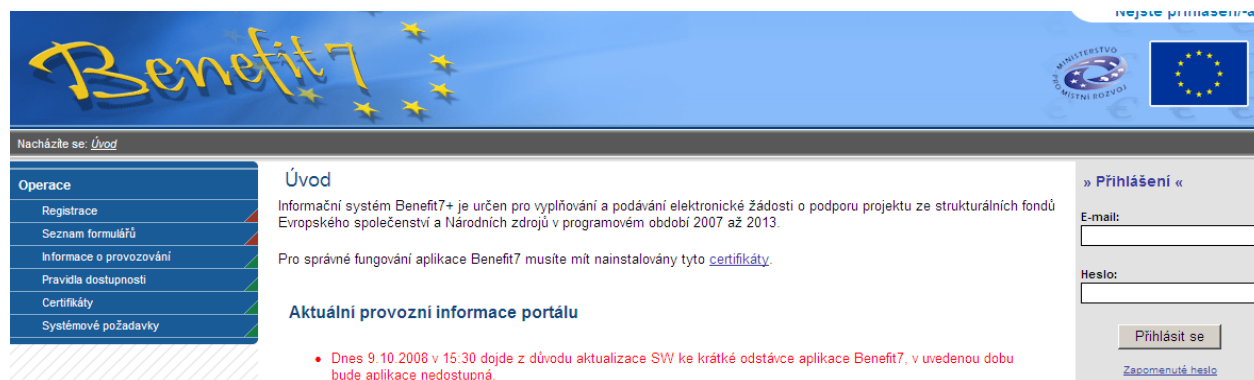 Nejste přihlášen/-a
Benefit7
MINISTERSTVO PRO MÍSTNÍ ROZVOJ
Nacházíte se: Úvod
Operace
Registrace
Seznam formulářů
Informace o provozování
Pravidla dostupnosti
Certifikáty
Systémové požadavky
Úvod
Informační systém Benefit7+ je určen pro vyplňování a podávání elektronické žádosti o podporu projektu ze strukturálních fondů
Evropského společenství a Národních zdrojů v programovém období 2007 až 2013.
Pro správné fungování aplikace Benefit7 musíte mít nainstalovány tyto certifikáty.
Aktuální provozní informace portálu
• Dnes 9.10.2008 v 15:30 dojde z důvodu aktualizace SW ke krátké odstávce aplikace Benefit7, v uvedenou dobu
bude aplikace nedostupná.
» Přihlášení «
E-mail:
Heslo:
Přihlásit se
Zapomenuté heslo